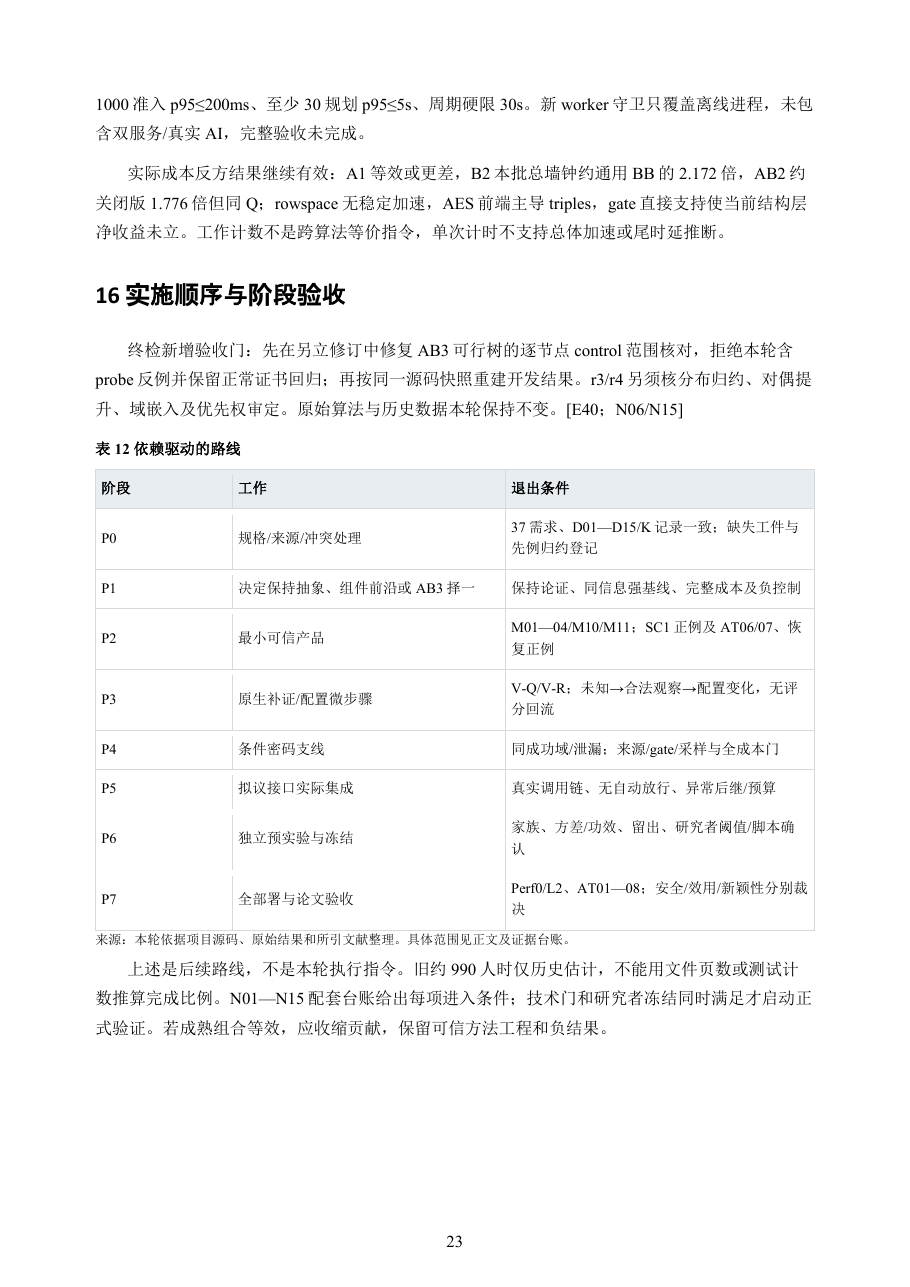 1000 准入 p95≤200ms、至少 30 规划 p95≤5s、周期硬限 30s。新 worker 守卫只覆盖离线进程，未包
含双服务/真实 AI，完整验收未完成。
实际成本反方结果继续有效：A1 等效或更差，B2 本批总墙钟约通用 BB 的 2.172 倍，AB2 约
关闭版 1.776 倍但同 Q；rowspace 无稳定加速，AES 前端主导 triples，gate 直接支持使当前结构层
净收益未立。工作计数不是跨算法等价指令，单次计时不支持总体加速或尾时延推断。
16 实施顺序与阶段验收
终检新增验收门：先在另立修订中修复 AB3 可行树的逐节点 control 范围核对，拒绝本轮含
probe 反例并保留正常证书回归；再按同一源码快照重建开发结果。r3/r4 另须核分布归约、对偶提
升、域嵌入及优先权审定。原始算法与历史数据本轮保持不变。[E40；N06/N15]
表 12 依赖驱动的路线
阶段 工作 退出条件
P0 规格/来源/冲突处理 37 需求、D01—D15/K 记录一致；缺失工件与
先例归约登记
P1 决定保持抽象、组件前沿或 AB3 择一 保持论证、同信息强基线、完整成本及负控制
P2 最小可信产品 M01—04/M10/M11；SC1 正例及 AT06/07、恢
复正例
P3 原生补证/配置微步骤 V-Q/V-R；未知→合法观察→配置变化，无评
分回流
P4 条件密码支线 同成功域/泄漏；来源/gate/采样与全成本门
P5 拟议接口实际集成 真实调用链、无自动放行、异常后继/预算
P6 独立预实验与冻结 家族、方差/功效、留出、研究者阈值/脚本确
认
P7 全部署与论文验收 Perf0/L2、AT01—08；安全/效用/新颖性分别裁
决
来源：本轮依据项目源码、原始结果和所引文献整理。具体范围见正文及证据台账。
上述是后续路线，不是本轮执行指令。旧约 990 人时仅历史估计，不能用文件页数或测试计
数推算完成比例。N01—N15 配套台账给出每项进入条件；技术门和研究者冻结同时满足才启动正
式验证。若成熟组合等效，应收缩贡献，保留可信方法工程和负结果。
23